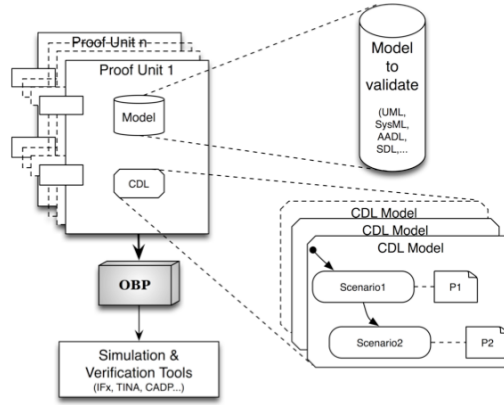 Proof Unit n
Proof Unit 1
Model
CDL
OBP
Simulation &
Verification Tools
(IFx, TINA, CADP...)
Model
to
validate
(UML,
SysML,
AADL,
SDL,...
CDL Model
CDL Model
CDL Model
Scenario1
P1
Scenario2
P2